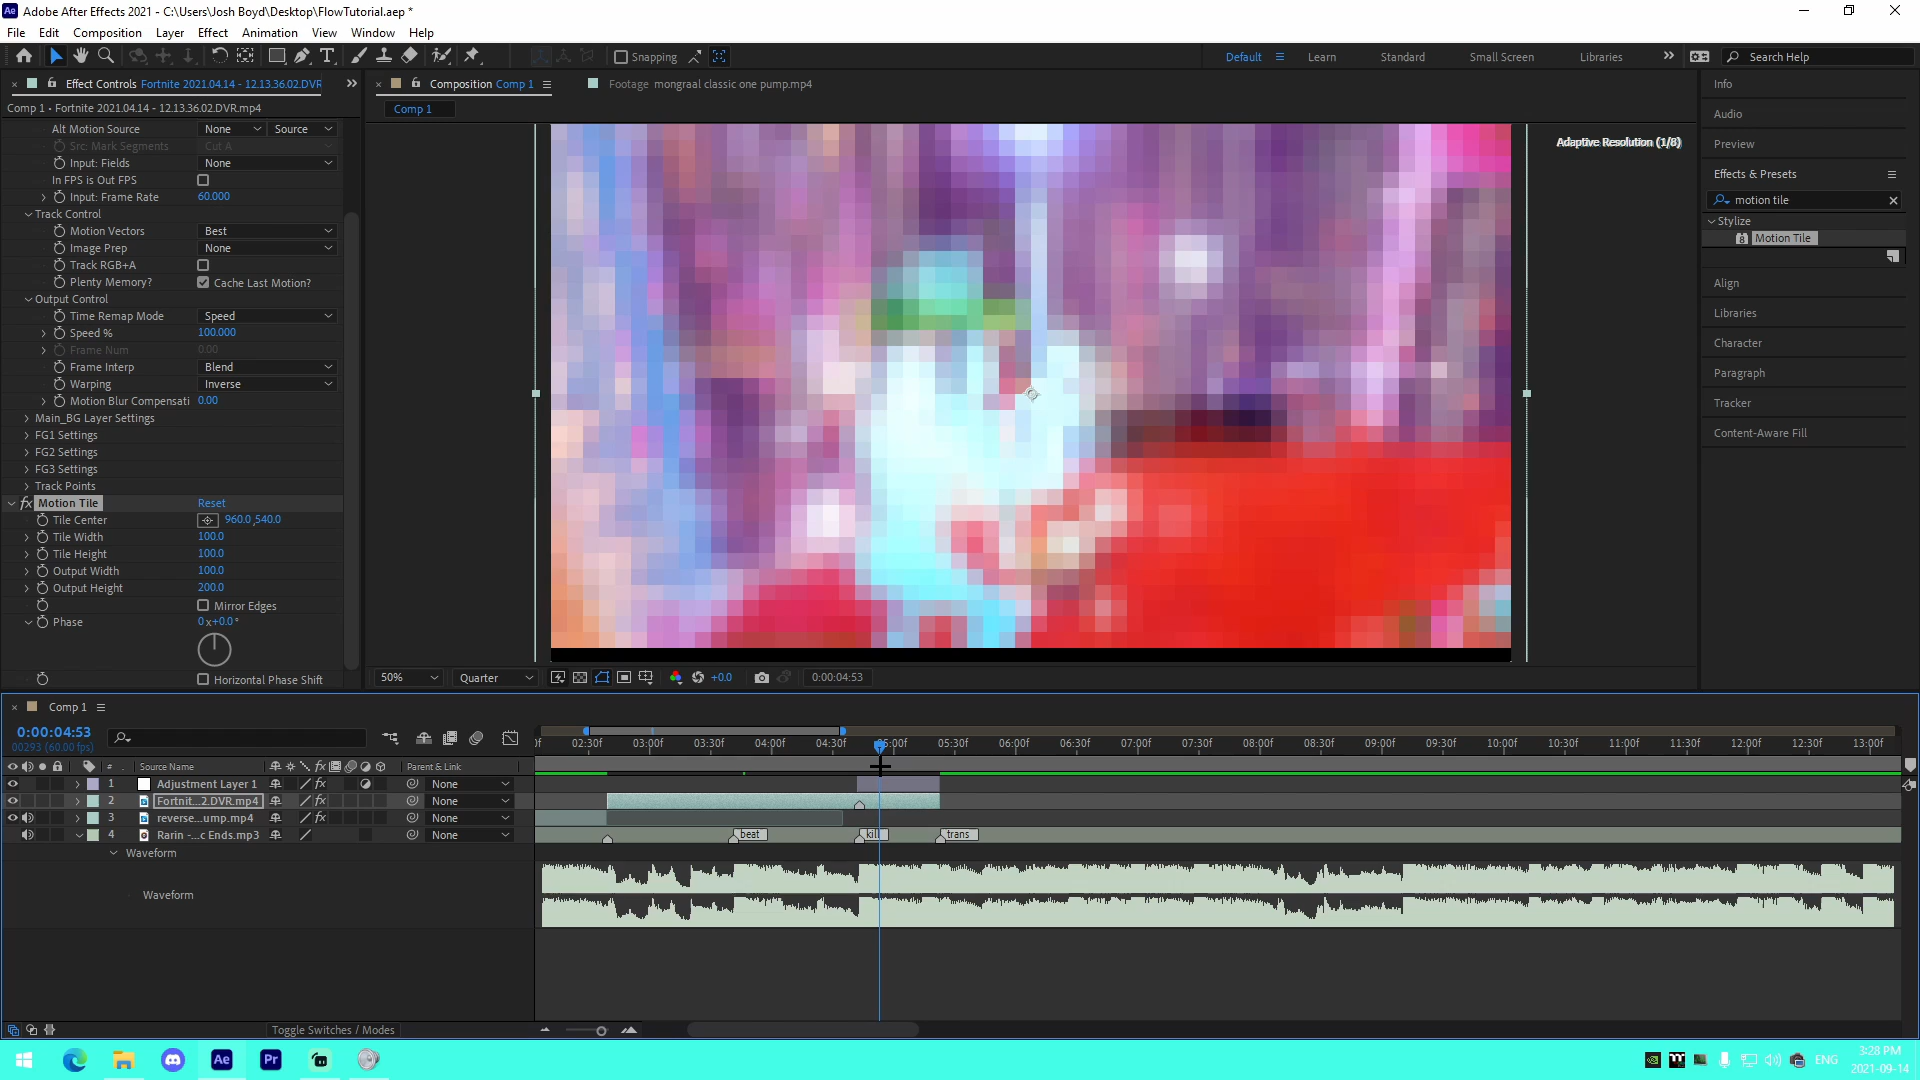 Adobe After Effects 2021 - C:\Users\Josh Boyd\Desktop\FlowTutorial.aep *
File Edit Composition Layer Effect Animation View Window Help
Snapping
Default Learn Standard Small Screen Libraries Search Help
Effect Controls Fortnite 2021.04.14 - 12.13.36.02.DVR
Composition Comp 1
Footage mongraal classic one pump.mp4
Comp 1 • Fortnite 2021.04.14 - 12.13.36.02.DVR.mp4
Comp 1
Alt Motion Source None Source
Src: Mark Segments Cut A
Input: Fields None
In FPS is Out FPS
Input: Frame Rate 60.000
Track Control
Motion Vectors Best
Image Prep None
Track RGB+A
Plenty Memory? Cache Last Motion?
Output Control
Time Remap Mode Speed
Speed % 100.000
Frame Num 0.00
Frame Interp Blend
Warping Inverse
Motion Blur Compensati 0.00
Main_BG Layer Settings
FG1 Settings
FG2 Settings
FG3 Settings
Track Points
fx Motion Tile Reset
Tile Center 960.0,540.0
Tile Width 100.0
Tile Height 100.0
Output Width 100.0
Output Height 200.0
Mirror Edges
Phase 0x+0.0°
Horizontal Phase Shift
Adaptive Resolution (1/8)
50% Quarter +0.0 0:00:04:53
Info
Audio
Preview
Effects & Presets
motion tile
Stylize
Motion Tile
Align
Libraries
Character
Paragraph
Tracker
Content-Aware Fill
Comp 1
0:00:04:53
00293 (60.00 fps)
02:30f 03:00f 03:30f 04:00f 04:30f 05:00f 05:30f 06:00f 06:30f 07:00f 07:30f 08:00f 08:30f 09:00f 09:30f 10:00f 10:30f 11:00f 11:30f 12:00f 12:30f 13:00f
# Source Name Parent & Link
1 Adjustment Layer 1 None
2 Fortnit...2.DVR.mp4 None
3 reverse...ump.mp4 None
4 Rarin -...c Ends.mp3 None
beat kill trans
Waveform
Waveform
Toggle Switches / Modes
Ae Pr
ENG
3:28 PM
2021-09-14